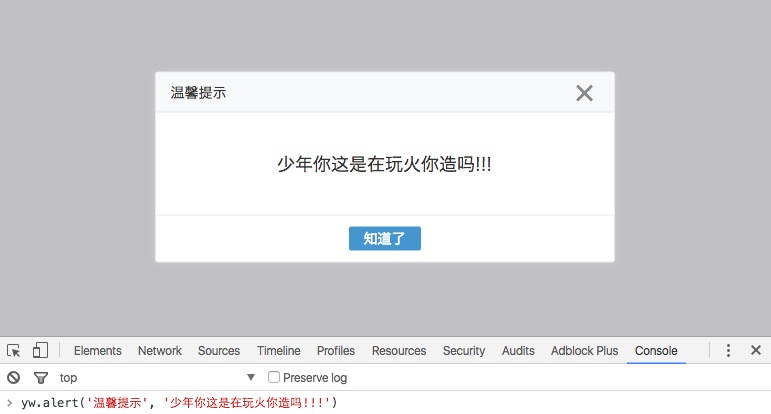 温馨提示
少年你这是在玩火你造吗!!!
知道了
Elements Network Sources Timeline Profiles Resources Security Audits Adblock Plus Console
top Preserve log
yw.alert('温馨提示', '少年你这是在玩火你造吗!!!')